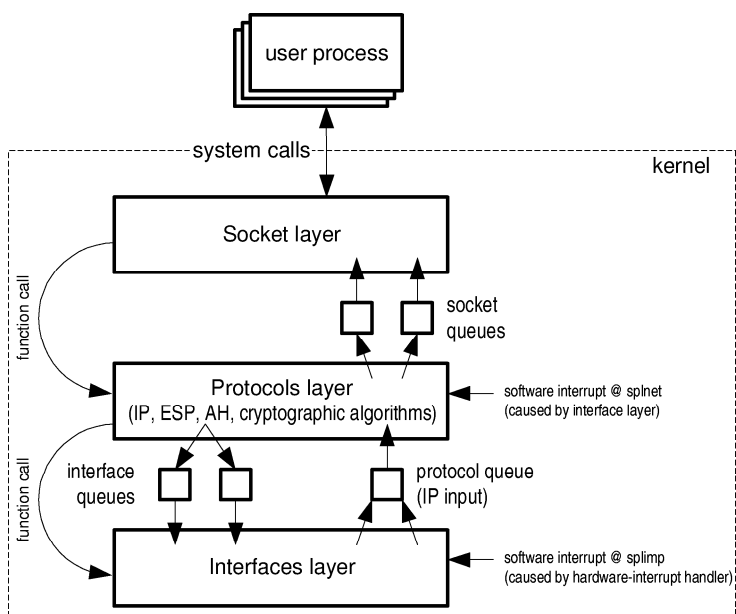 user process
system calls
kernel
Socket layer
function call
socket
queues
Protocols layer
(IP, ESP, AH, cryptographic algorithms)
software interrupt @ splnet
(caused by interface layer)
function call
interface
queues
protocol queue
(IP input)
Interfaces layer
software interrupt @ splimp
(caused by hardware-interrupt handler)